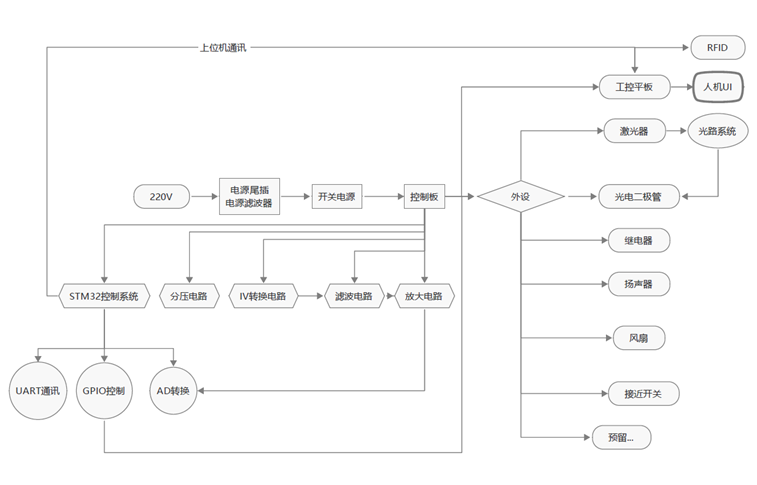 上位机通讯
RFID
工控平板
人机UI
激光器
光路系统
220V
电源尾插
电源滤波器
开关电源
控制板
外设
光电二极管
继电器
STM32控制系统
分压电路
IV转换电路
滤波电路
放大电路
扬声器
风扇
UART通讯
GPIO控制
AD转换
接近开关
预留...